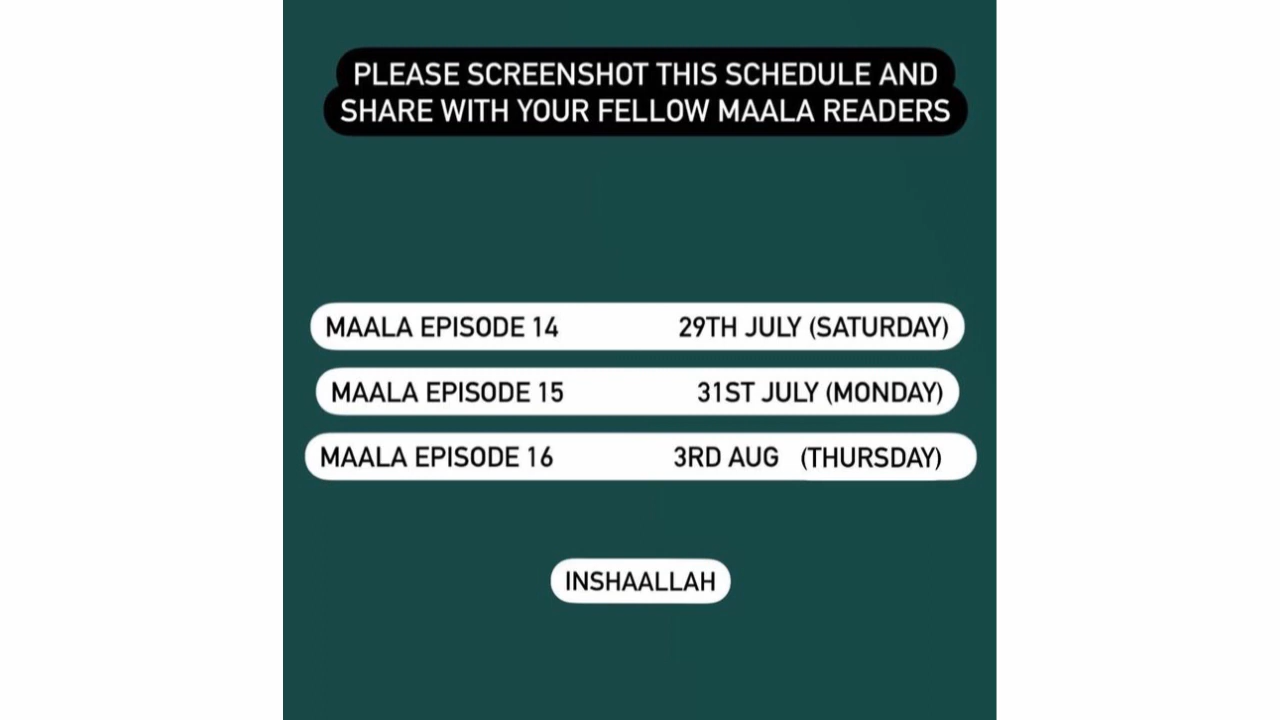 PLEASE SCREENSHOT THIS SCHEDULE AND
SHARE WITH YOUR FELLOW MAALA READERS
MAALA EPISODE 14 29TH JULY (SATURDAY)
MAALA EPISODE 15 31ST JULY (MONDAY)
MAALA EPISODE 16 3RD AUG (THURSDAY)
INSHAALLAH